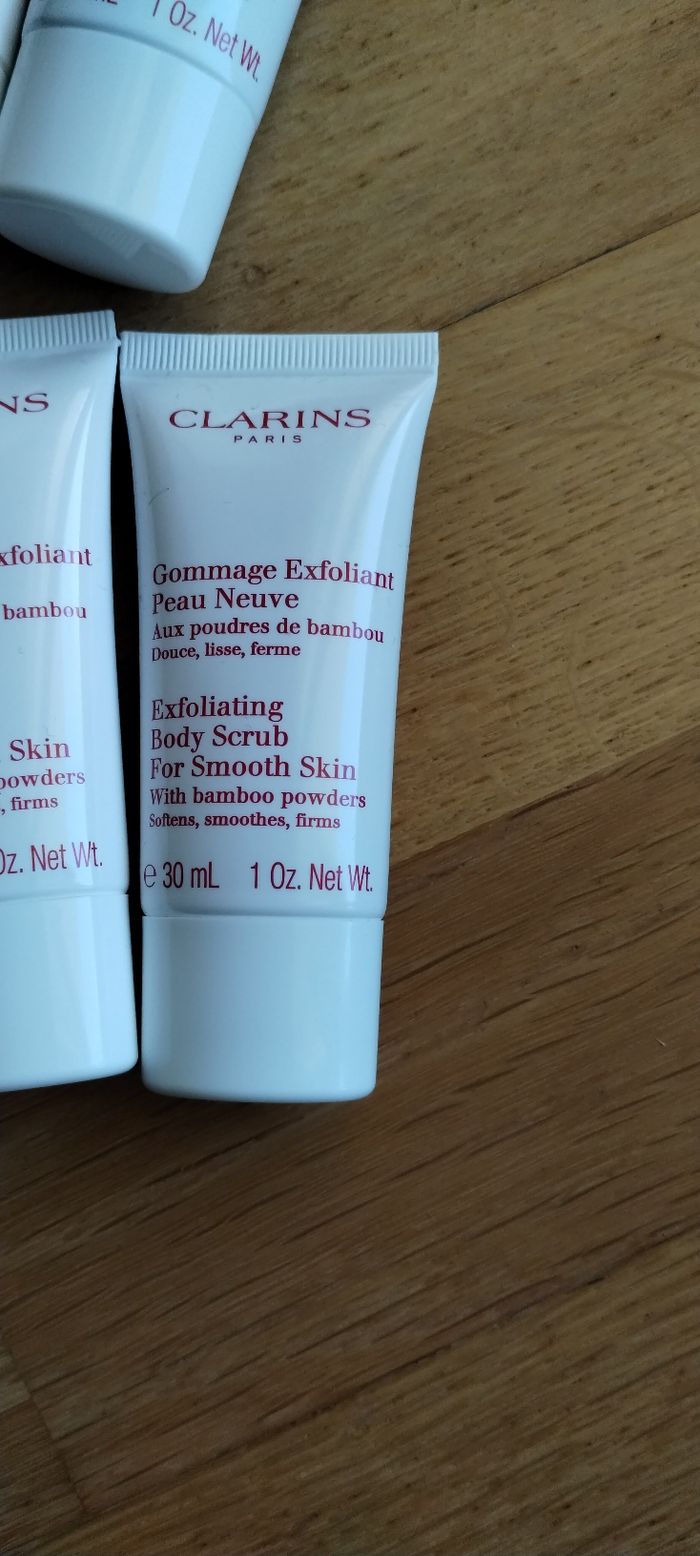 1 Oz. Net Wt.
NS
xfoliant
bambou
Skin
powders
, firms
Oz. Net Wt.
CLARINS
PARIS
Gommage Exfoliant
Peau Neuve
Aux poudres de bambou
Douce, lisse, ferme
Exfoliating
Body Scrub
For Smooth Skin
With bamboo powders
Softens, smoothes, firms
e 30 mL 1 Oz. Net Wt.